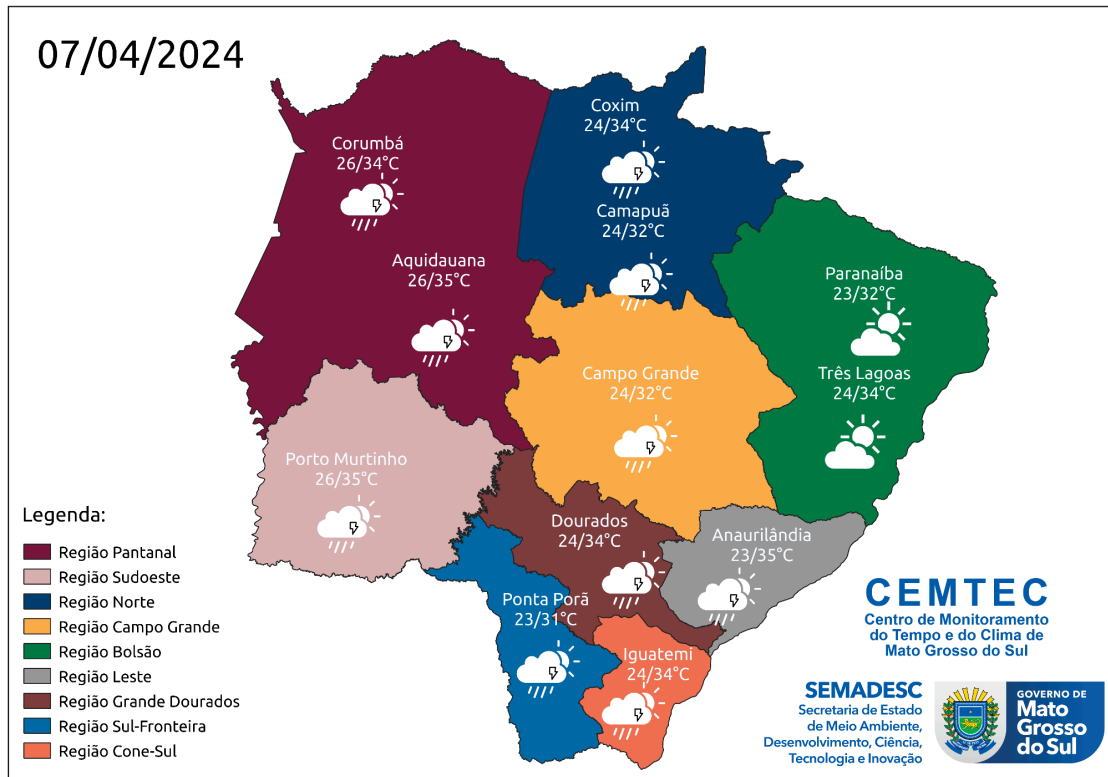 07/04/2024
Coxim
24/34°C
Corumbá
26/34°C
Camapuã
24/32°C
Aquidauana
26/35°C
Paranaíba
23/32°C
Campo Grande
24/32°C
Três Lagoas
24/34°C
Porto Murtinho
26/35°C
Dourados
24/34°C
Anaurilândia
23/35°C
Ponta Porã
23/31°C
Iguatemi
24/34°C
Legenda:
Região Pantanal
Região Sudoeste
Região Norte
Região Campo Grande
Região Bolsão
Região Leste
Região Grande Dourados
Região Sul-Fronteira
Região Cone-Sul
CEMTEC
Centro de Monitoramento
do Tempo e do Clima de
Mato Grosso do Sul
SEMADESC
Secretaria de Estado
de Meio Ambiente,
Desenvolvimento, Ciência,
Tecnologia e Inovação
GOVERNO DE
Mato
Grosso
do Sul